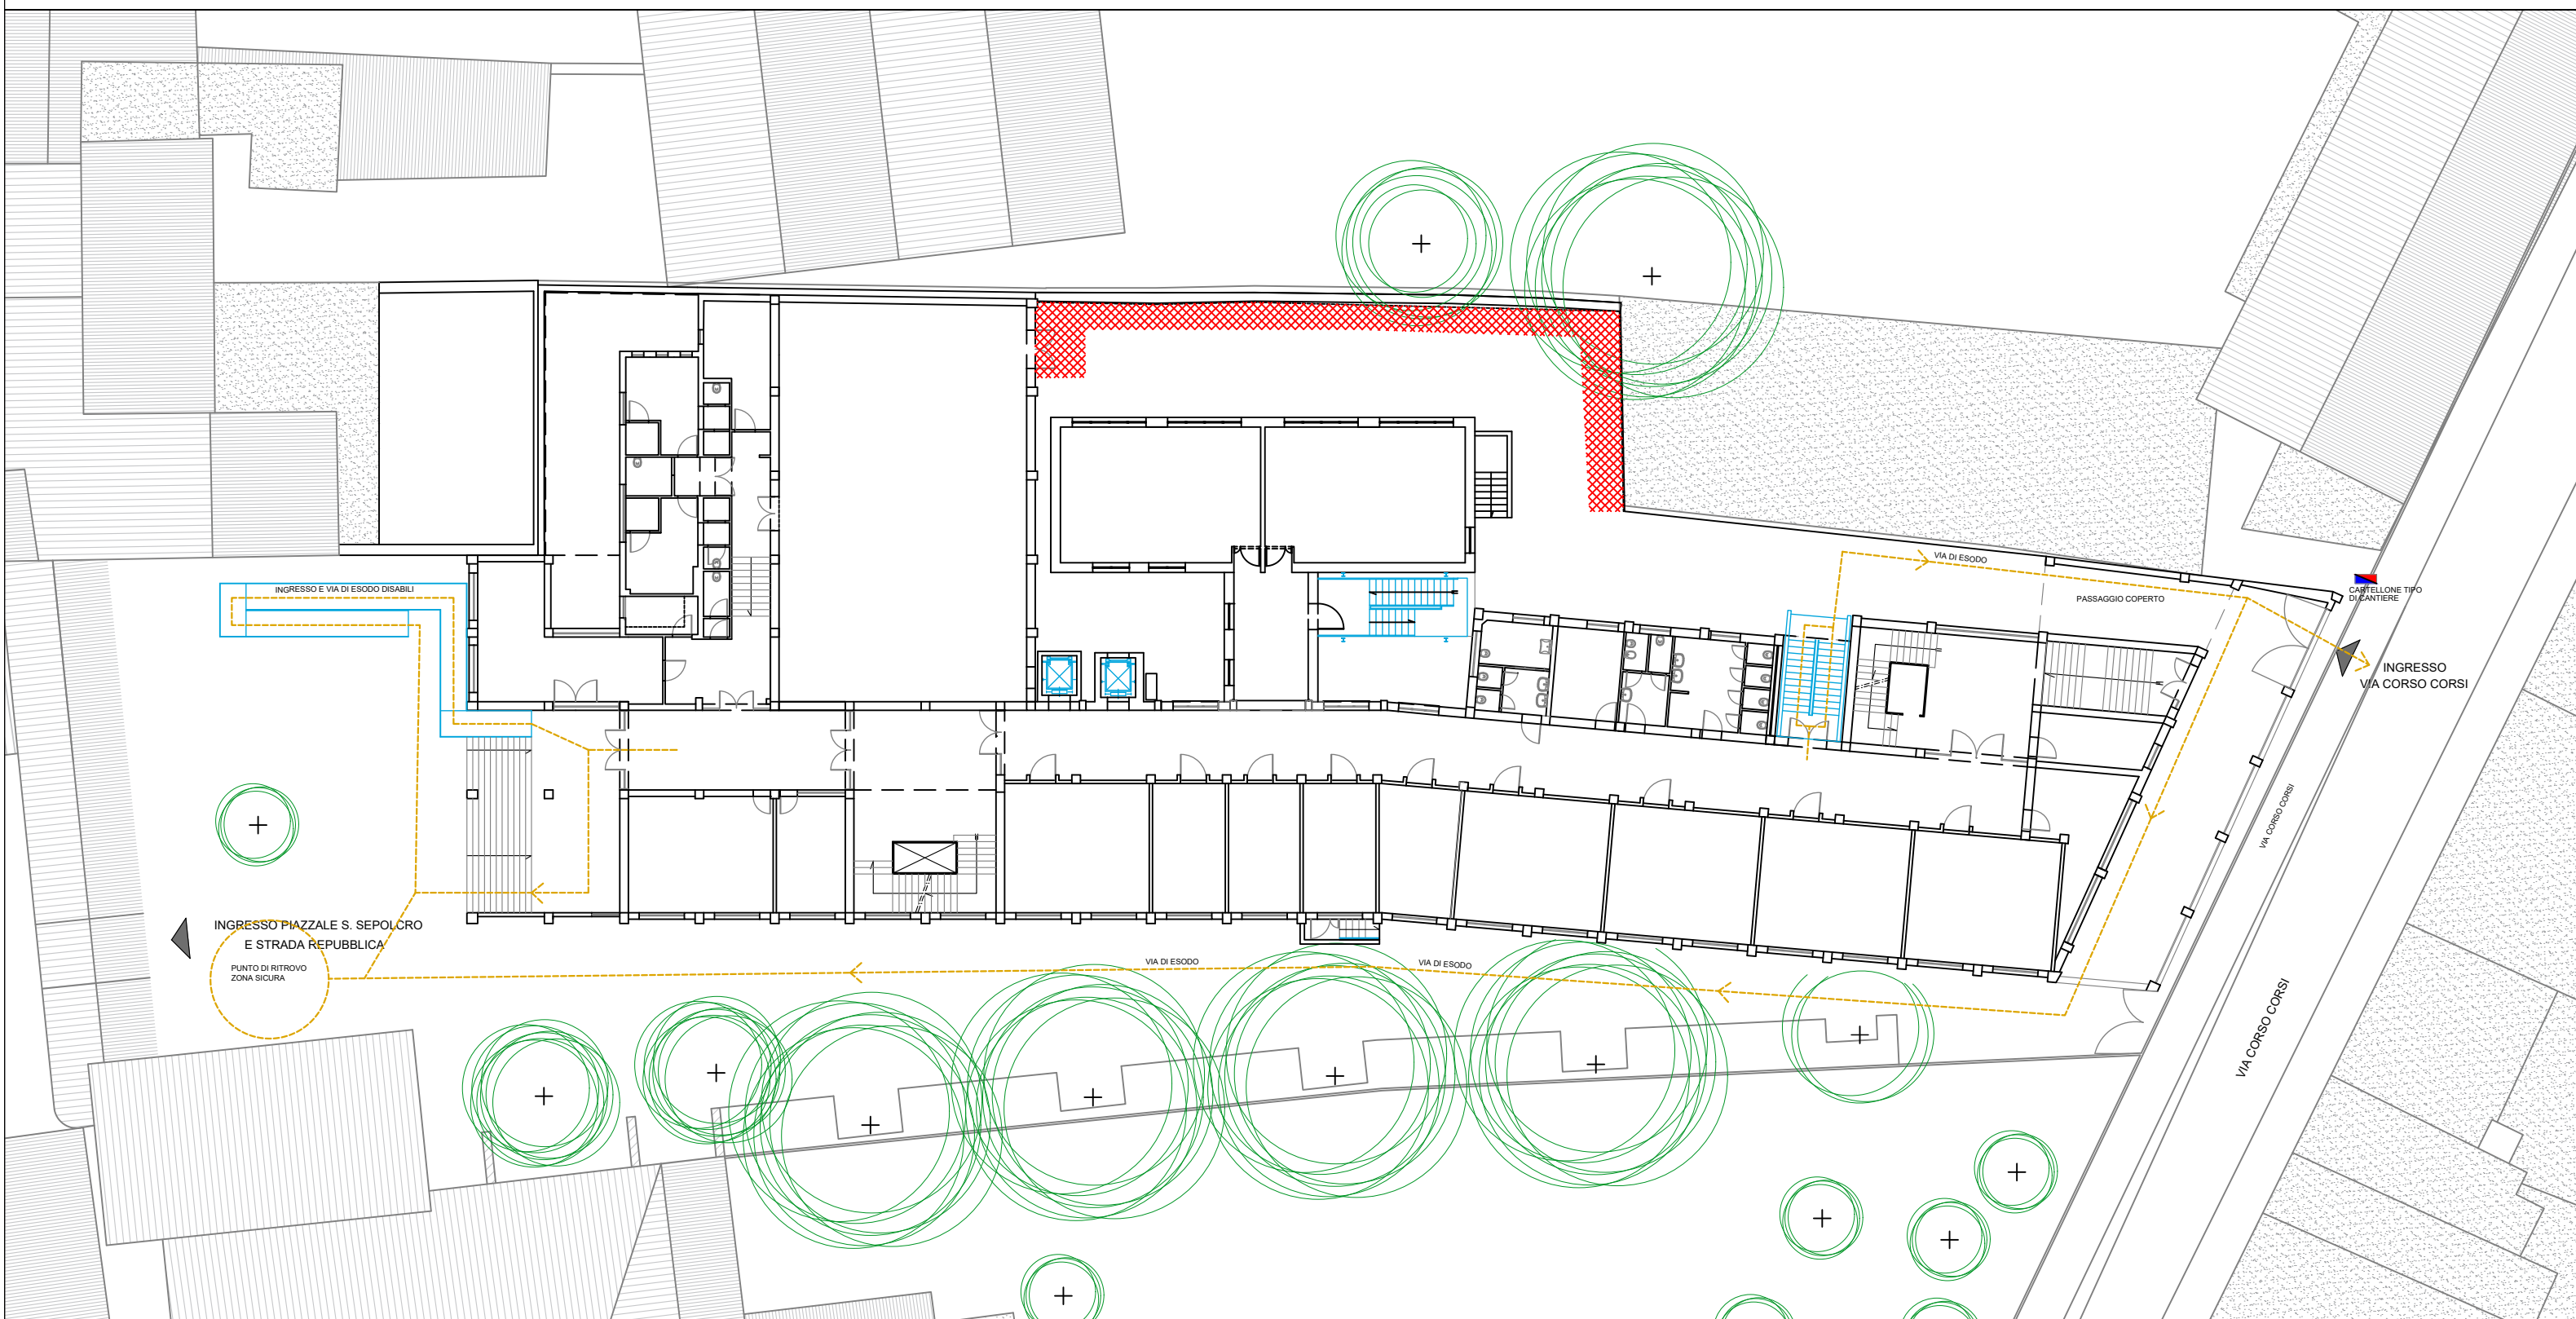 VIA DI ESODO
CARTELLONE TIPO
DI CANTIERE
INGRESSO E VIA DI ESODO DISABILI
PASSAGGIO COPERTO
INGRESSO
VIA CORSO CORSI
VIA CORSO CORSI
INGRESSO PIAZZALE S. SEPOLCRO
E STRADA REPUBBLICA
PUNTO DI RITROVO
ZONA SICURA
VIA DI ESODO
VIA DI ESODO
VIA CORSO CORSI